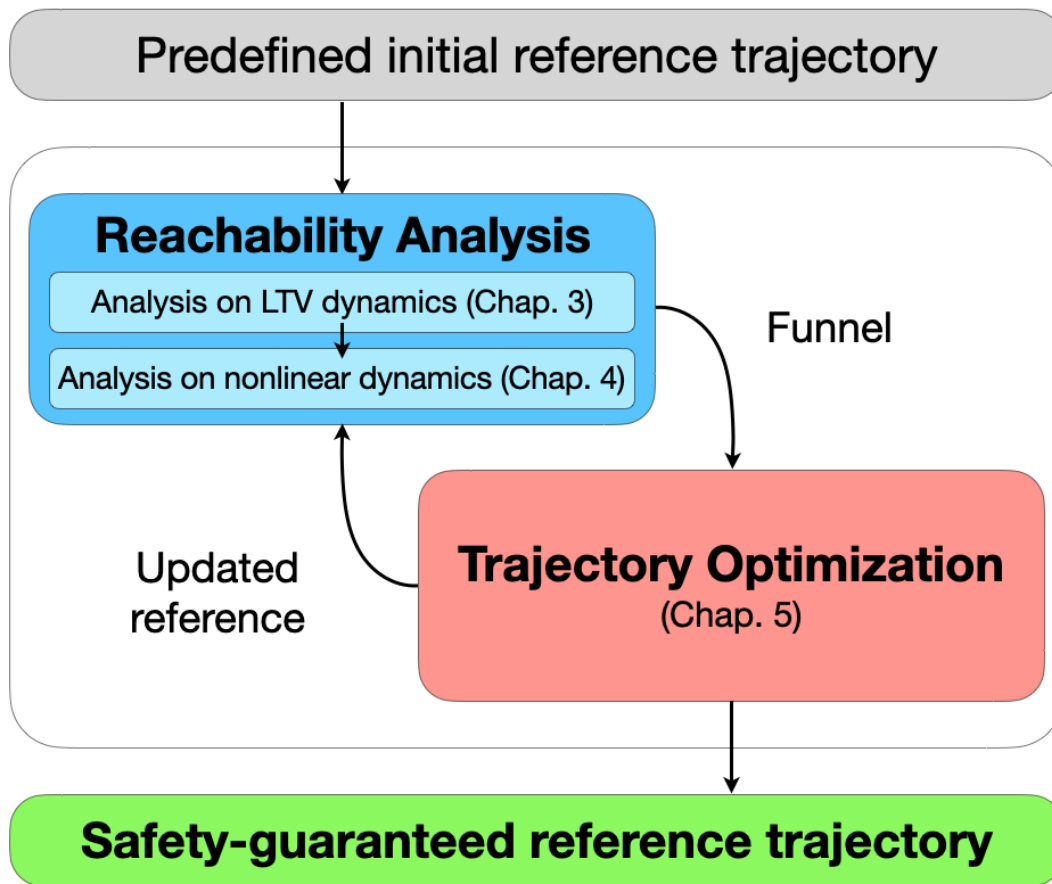 Predefined initial reference trajectory
Reachability Analysis
Analysis on LTV dynamics (Chap. 3)
Analysis on nonlinear dynamics (Chap. 4)
Funnel
Updated
reference
Trajectory Optimization
(Chap. 5)
Safety-guaranteed reference trajectory